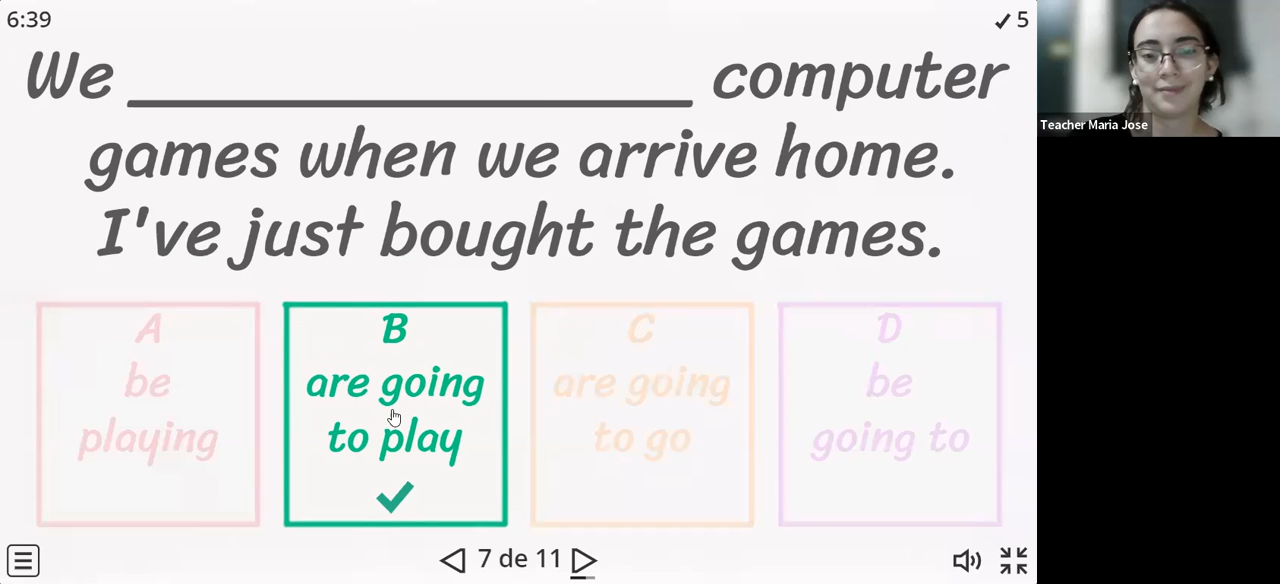 6:39
✓ 5
We ______________ computer
games when we arrive home.
I've just bought the games.
A
be
playing
B
are going
to play
C
are going
to go
D
be
going to
7 de 11
Teacher Maria Jose